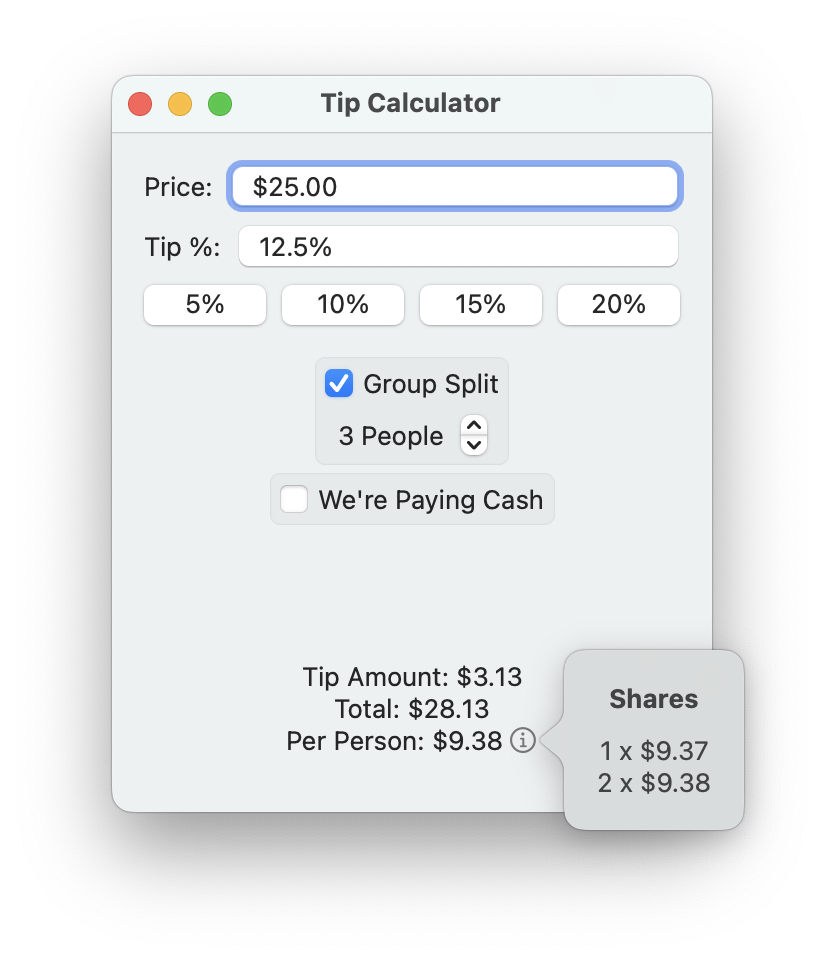 Tip Calculator
Price: $25.00
Tip %: 12.5%
5% 10% 15% 20%
Group Split
3 People
We're Paying Cash
Tip Amount: $3.13
Total: $28.13
Per Person: $9.38
Shares
1 x $9.37
2 x $9.38